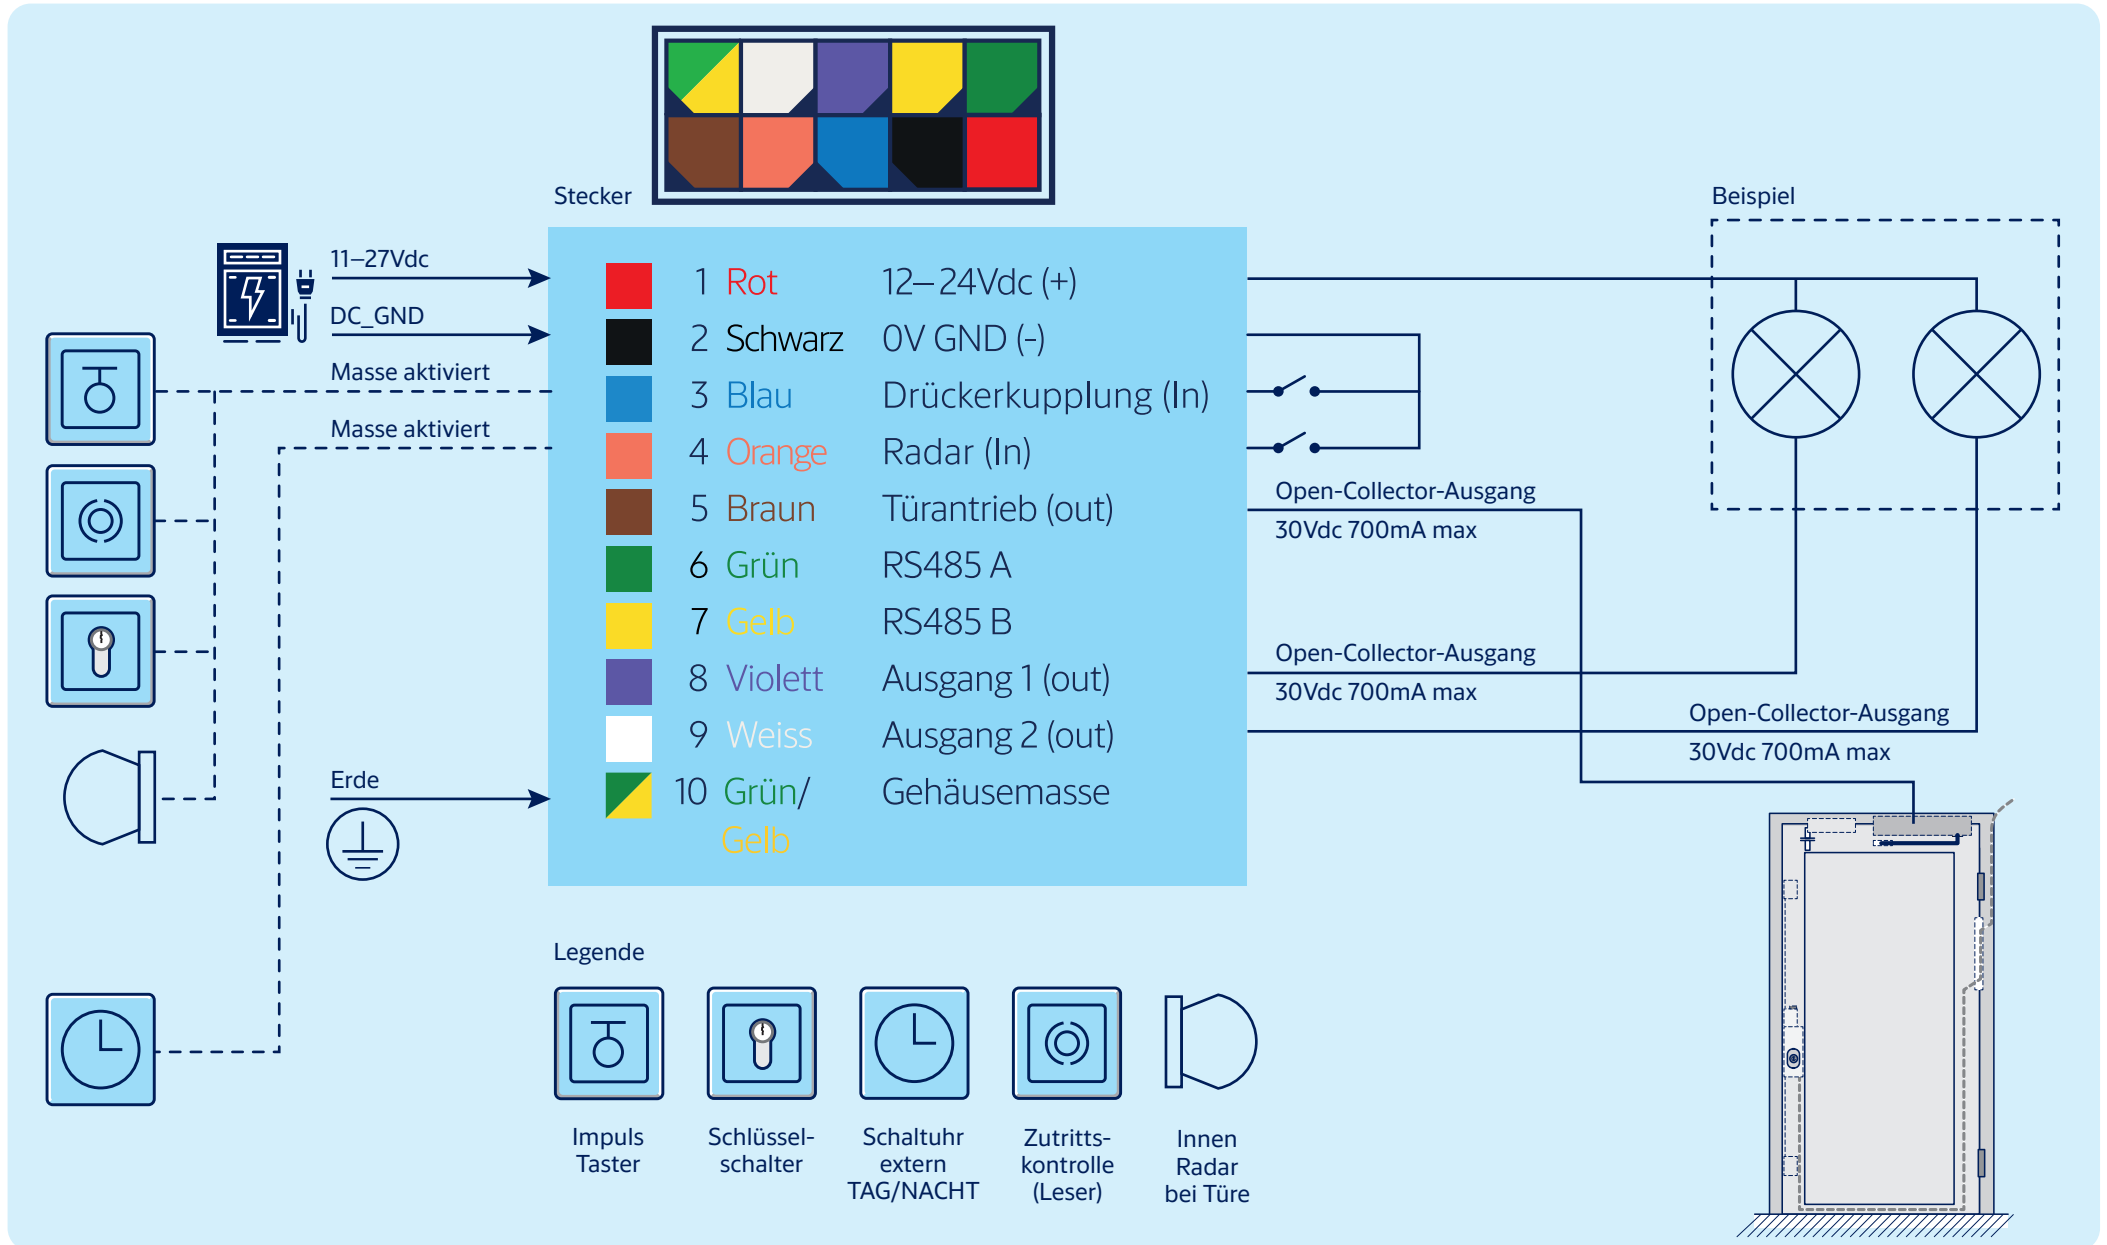 Stecker
Beispiel
11–27Vdc
DC_GND
Masse aktiviert
Masse aktiviert
Erde
1 Rot 12–24Vdc (+)
2 Schwarz 0V GND (-)
3 Blau Drückerkupplung (In)
4 Orange Radar (In)
5 Braun Türantrieb (out)
6 Grün RS485 A
7 Gelb RS485 B
8 Violett Ausgang 1 (out)
9 Weiss Ausgang 2 (out)
10 Grün/ Gehäusemasse
Gelb
Open-Collector-Ausgang
30Vdc 700mA max
Open-Collector-Ausgang
30Vdc 700mA max
Open-Collector-Ausgang
30Vdc 700mA max
Legende
Impuls
Taster
Schlüssel-
schalter
Schaltuhr
extern
TAG/NACHT
Zutritts-
kontrolle
(Leser)
Innen
Radar
bei Türe